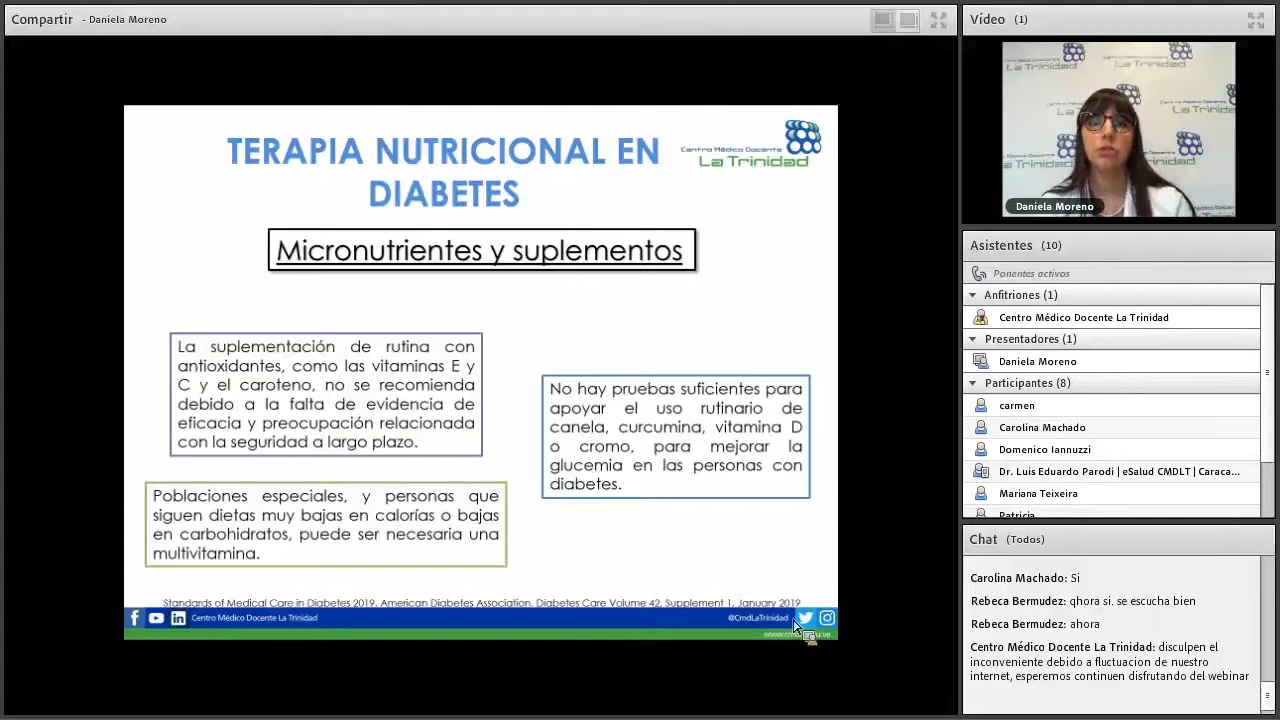 Compartir - Daniela Moreno
TERAPIA NUTRICIONAL EN
DIABETES
Centro Médico Docente
La Trinidad
Micronutrientes y suplementos
La suplementación de rutina con
antioxidantes, como las vitaminas E y
C y el caroteno, no se recomienda
debido a la falta de evidencia de
eficacia y preocupación relacionada
con la seguridad a largo plazo.
No hay pruebas suficientes para
apoyar el uso rutinario de
canela, curcumina, vitamina D
o cromo, para mejorar la
glucemia en las personas con
diabetes.
Poblaciones especiales, y personas que
siguen dietas muy bajas en calorías o bajas
en carbohidratos, puede ser necesaria una
multivitamina.
Standards of Medical Care in Diabetes 2019. American Diabetes Association. Diabetes Care Volume 42, Supplement 1, January 2019
Centro Médico Docente La Trinidad
@CmdLaTrinidad
Vídeo (1)
La Trinidad
La Trinidad
Daniela Moreno
Asistentes (10)
Ponentes activos
Anfitriones (1)
Centro Médico Docente La Trinidad
Presentadores (1)
Daniela Moreno
Participantes (8)
carmen
Carolina Machado
Domenico Iannuzzi
Dr. Luis Eduardo Parodi | eSalud CMDLT | Caraca...
Mariana Teixeira
Patricia
Chat (Todos)
Carolina Machado: Si
Rebeca Bermudez: qhora si. se escucha bien
Rebeca Bermudez: ahora
Centro Médico Docente La Trinidad: disculpen el
inconveniente debido a fluctuacion de nuestro
internet, esperemos continuen disfrutando del webinar